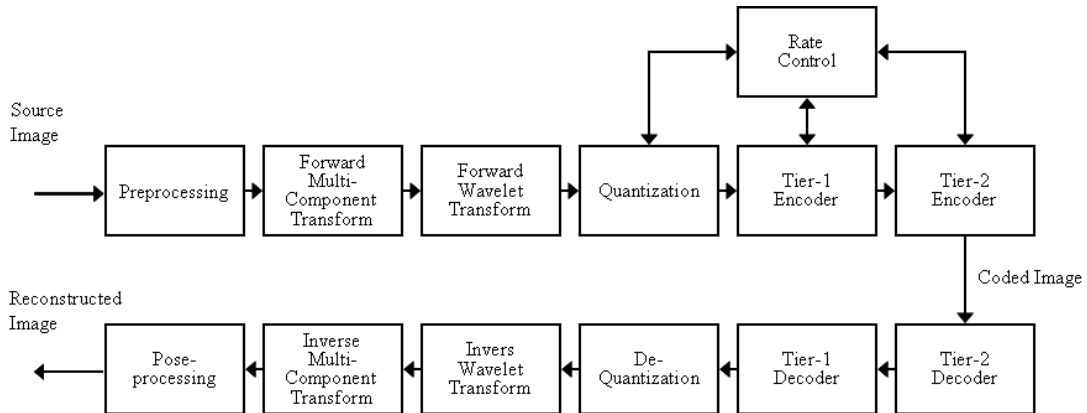 Rate
Control
Source
Image
Preprocessing
Forward
Multi-
Component
Transform
Forward
Wavelet
Transform
Quantization
Tier-1
Encoder
Tier-2
Encoder
Coded Image
Reconstructed
Image
Pose-
processing
Inverse
Multi-
Component
Transform
Invers
Wavelet
Transform
De-
Quantization
Tier-1
Decoder
Tier-2
Decoder